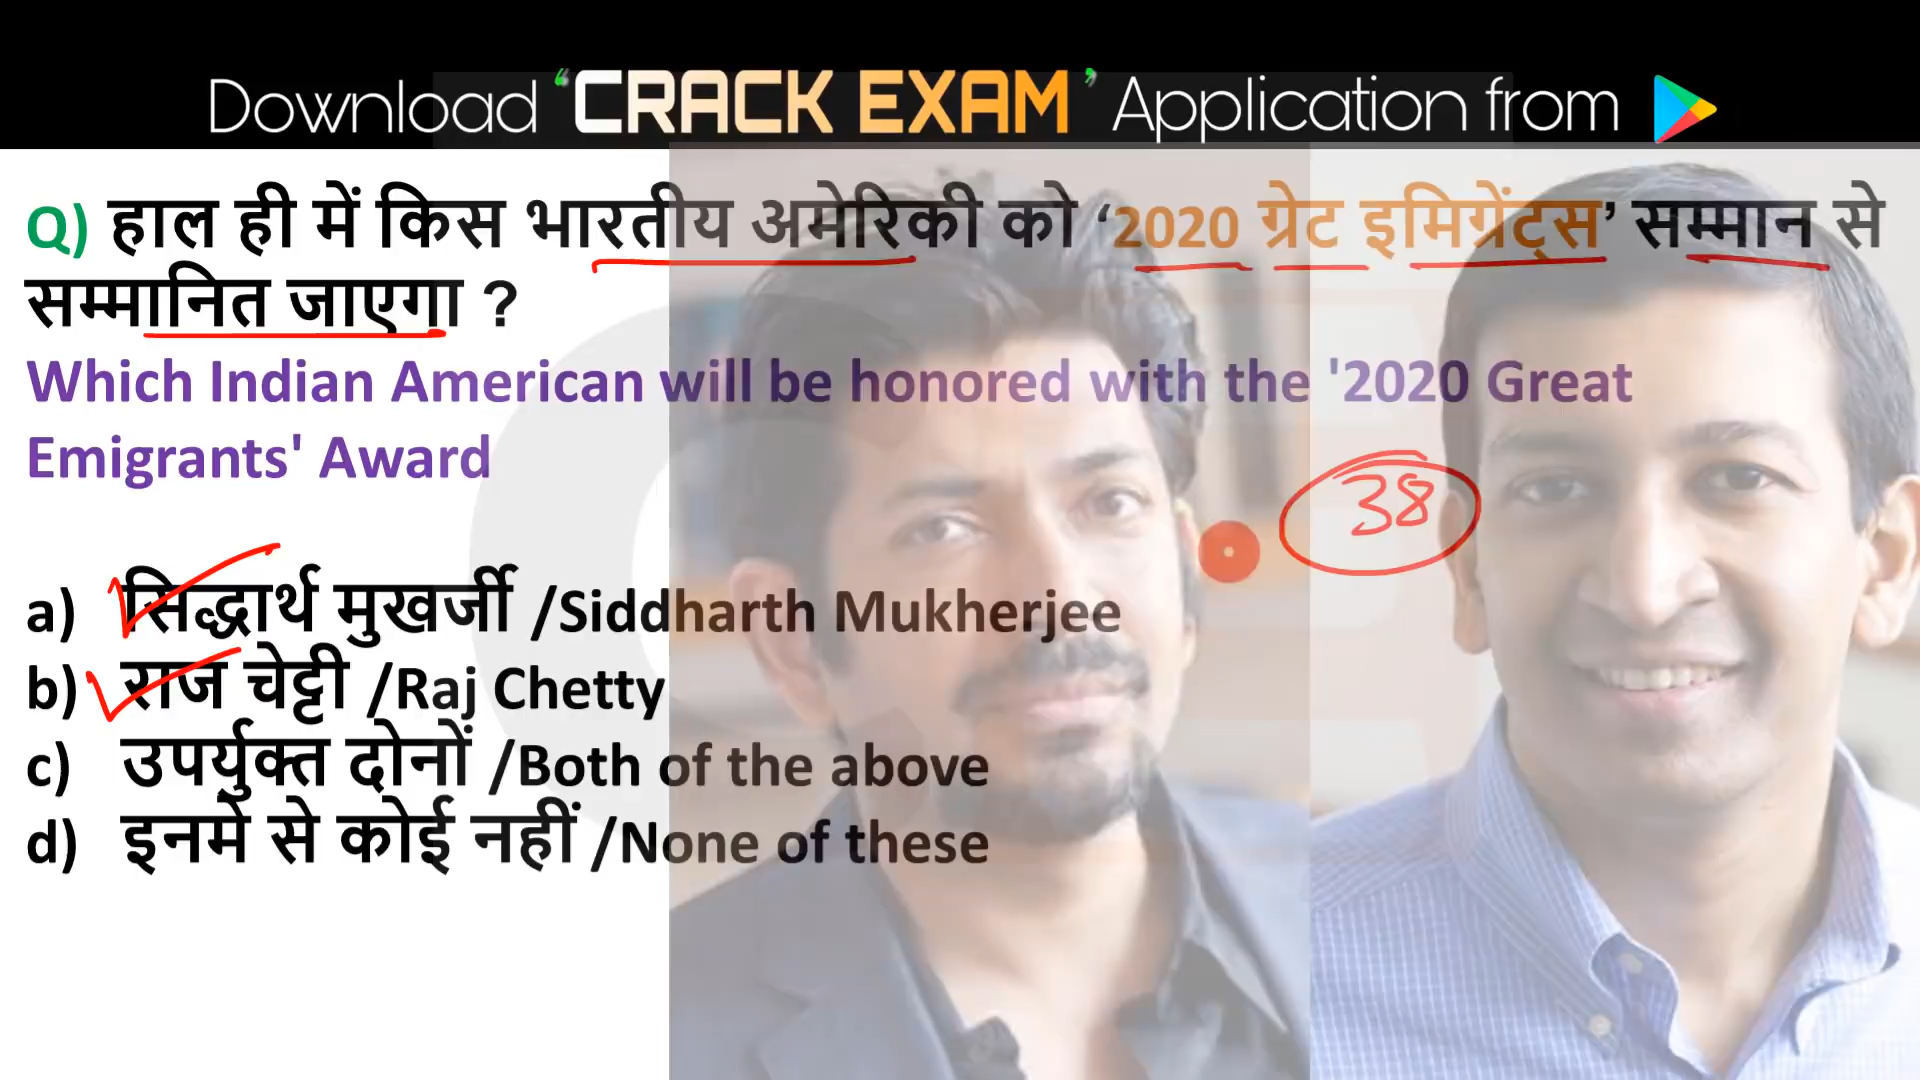 Download ‘CRACK EXAM’ Application from
Q) हाल ही में किस भारतीय अमेरिकी को ‘2020 ग्रेट इमिग्रेंट्स’ सम्मान से
सम्मानित जाएगा ?
Which Indian American will be honored with the '2020 Great
Emigrants' Award
38
a) सिद्धार्थ मुखर्जी /Siddharth Mukherjee
b) राज चेट्टी /Raj Chetty
c) उपर्युक्त दोनों /Both of the above
d) इनमे से कोई नहीं /None of these